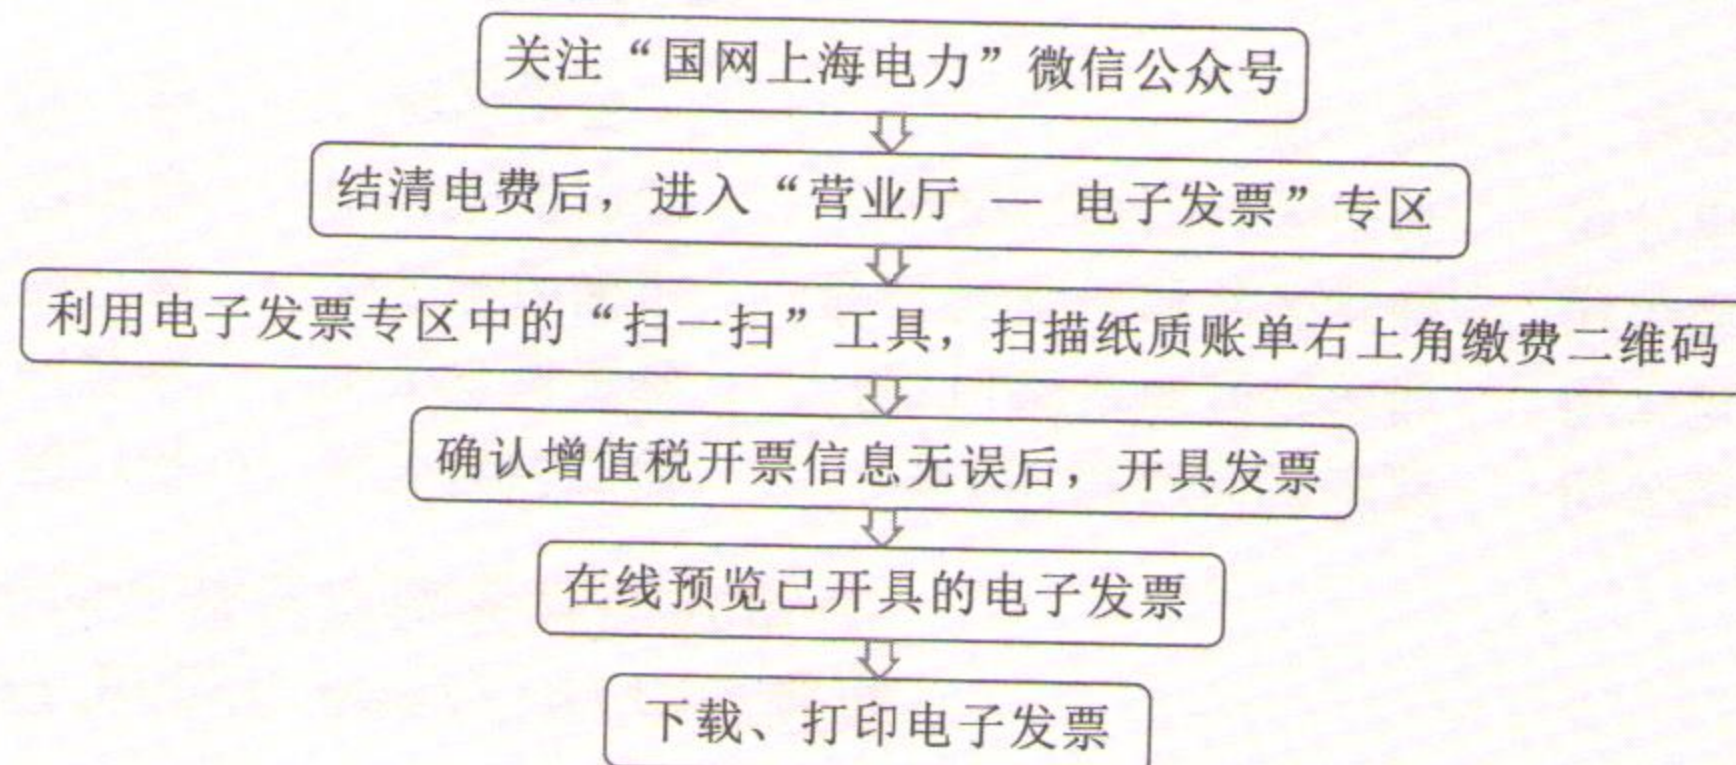 关注“国网上海电力”微信公众号
结清电费后，进入“营业厅 — 电子发票”专区
利用电子发票专区中的“扫一扫”工具，扫描纸质账单右上角缴费二维码
确认增值税开票信息无误后，开具发票
在线预览已开具的电子发票
下载、打印电子发票